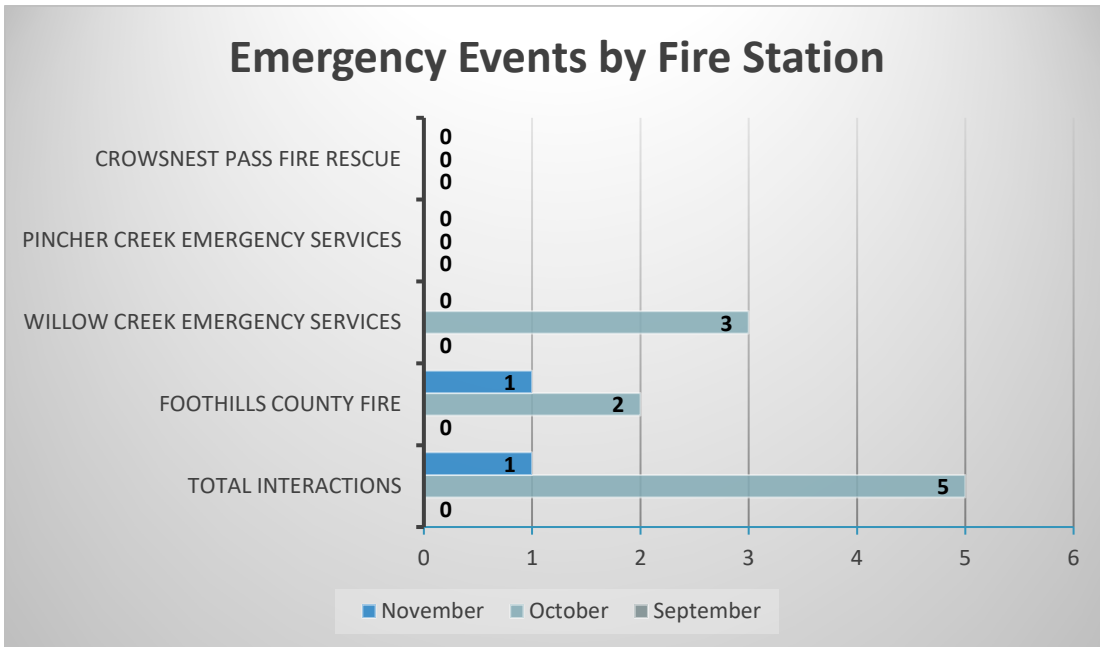 Emergency Events by Fire Station
CROWSNEST PASS FIRE RESCUE
0
0
0
PINCHER CREEK EMERGENCY SERVICES
0
0
0
WILLOW CREEK EMERGENCY SERVICES
0
3
0
FOOTHILLS COUNTY FIRE
1
2
0
TOTAL INTERACTIONS
1
5
0
0 1 2 3 4 5 6
November October September